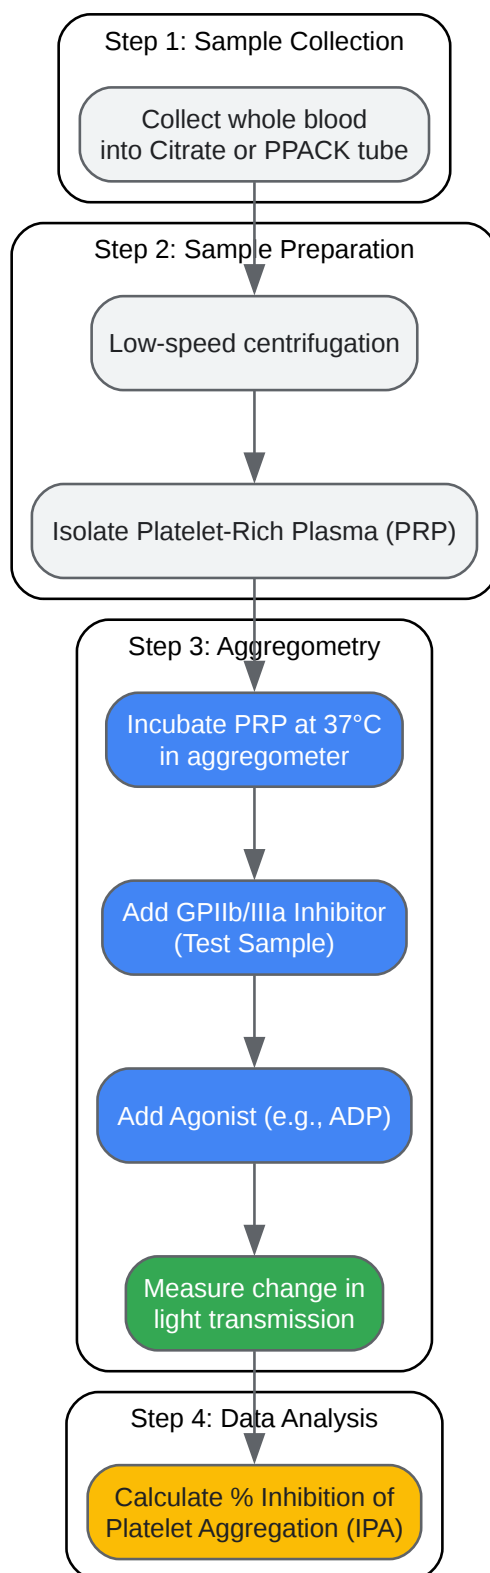 Step 1: Sample Collection
Collect whole blood
into Citrate or PPACK tube
Step 2: Sample Preparation
Low-speed centrifugation
Isolate Platelet-Rich Plasma (PRP)
Step 3: Aggregometry
Incubate PRP at 37°C
in aggregometer
Add GPIIb/IIIa Inhibitor
(Test Sample)
Add Agonist (e.g., ADP)
Measure change in
light transmission
Step 4: Data Analysis
Calculate % Inhibition of
Platelet Aggregation (IPA)